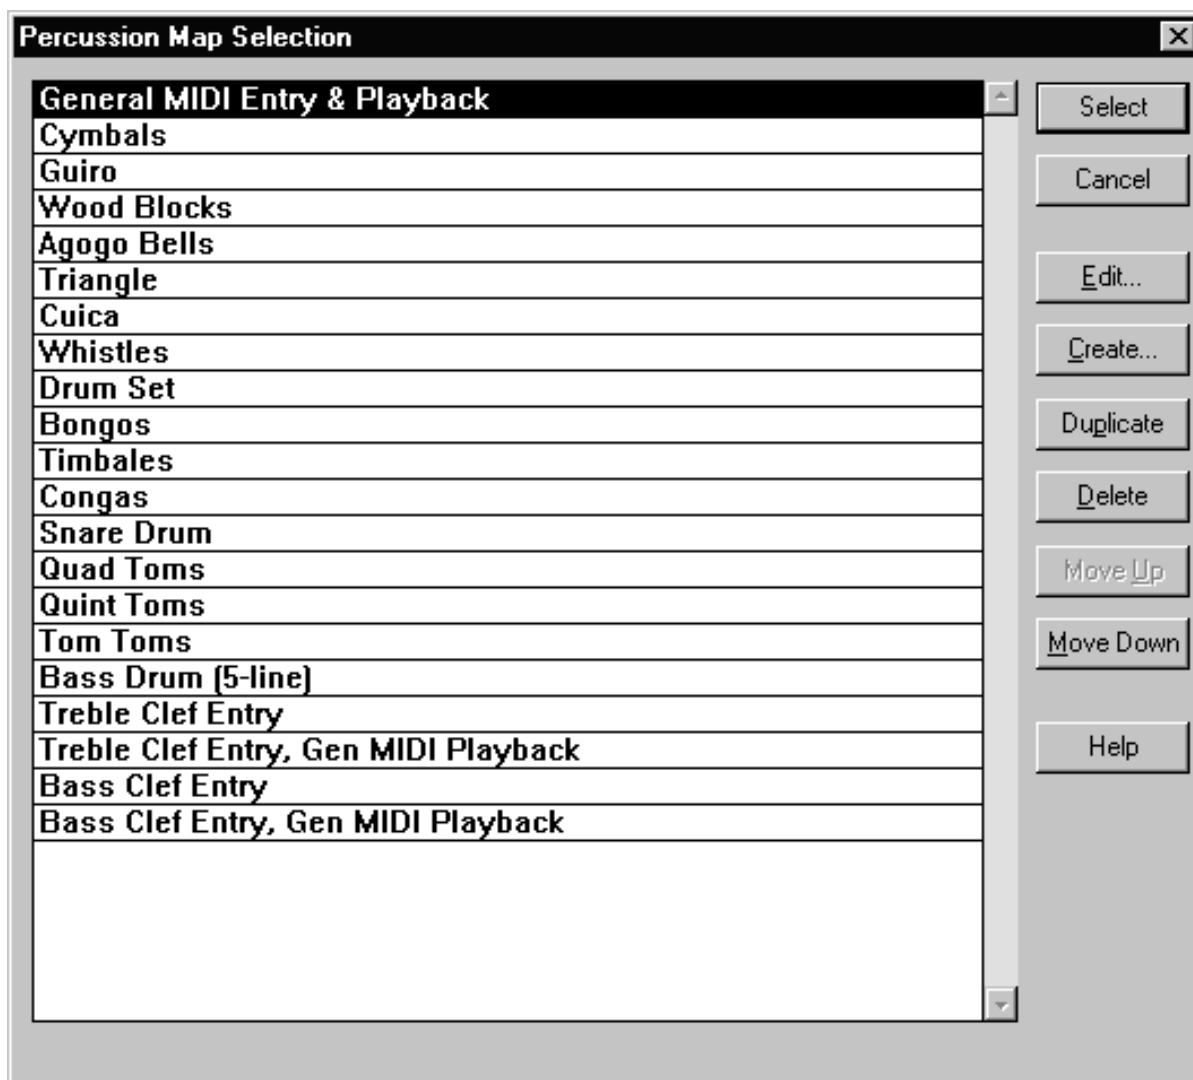 Percussion Map Selection
General MIDI Entry & Playback
Cymbals
Guiro
Wood Blocks
Agogo Bells
Triangle
Cuica
Whistles
Drum Set
Bongos
Timbales
Congas
Snare Drum
Quad Toms
Quint Toms
Tom Toms
Bass Drum (5-line)
Treble Clef Entry
Treble Clef Entry, Gen MIDI Playback
Bass Clef Entry
Bass Clef Entry, Gen MIDI Playback
Select
Cancel
Edit...
Create...
Duplicate
Delete
Move Up
Move Down
Help